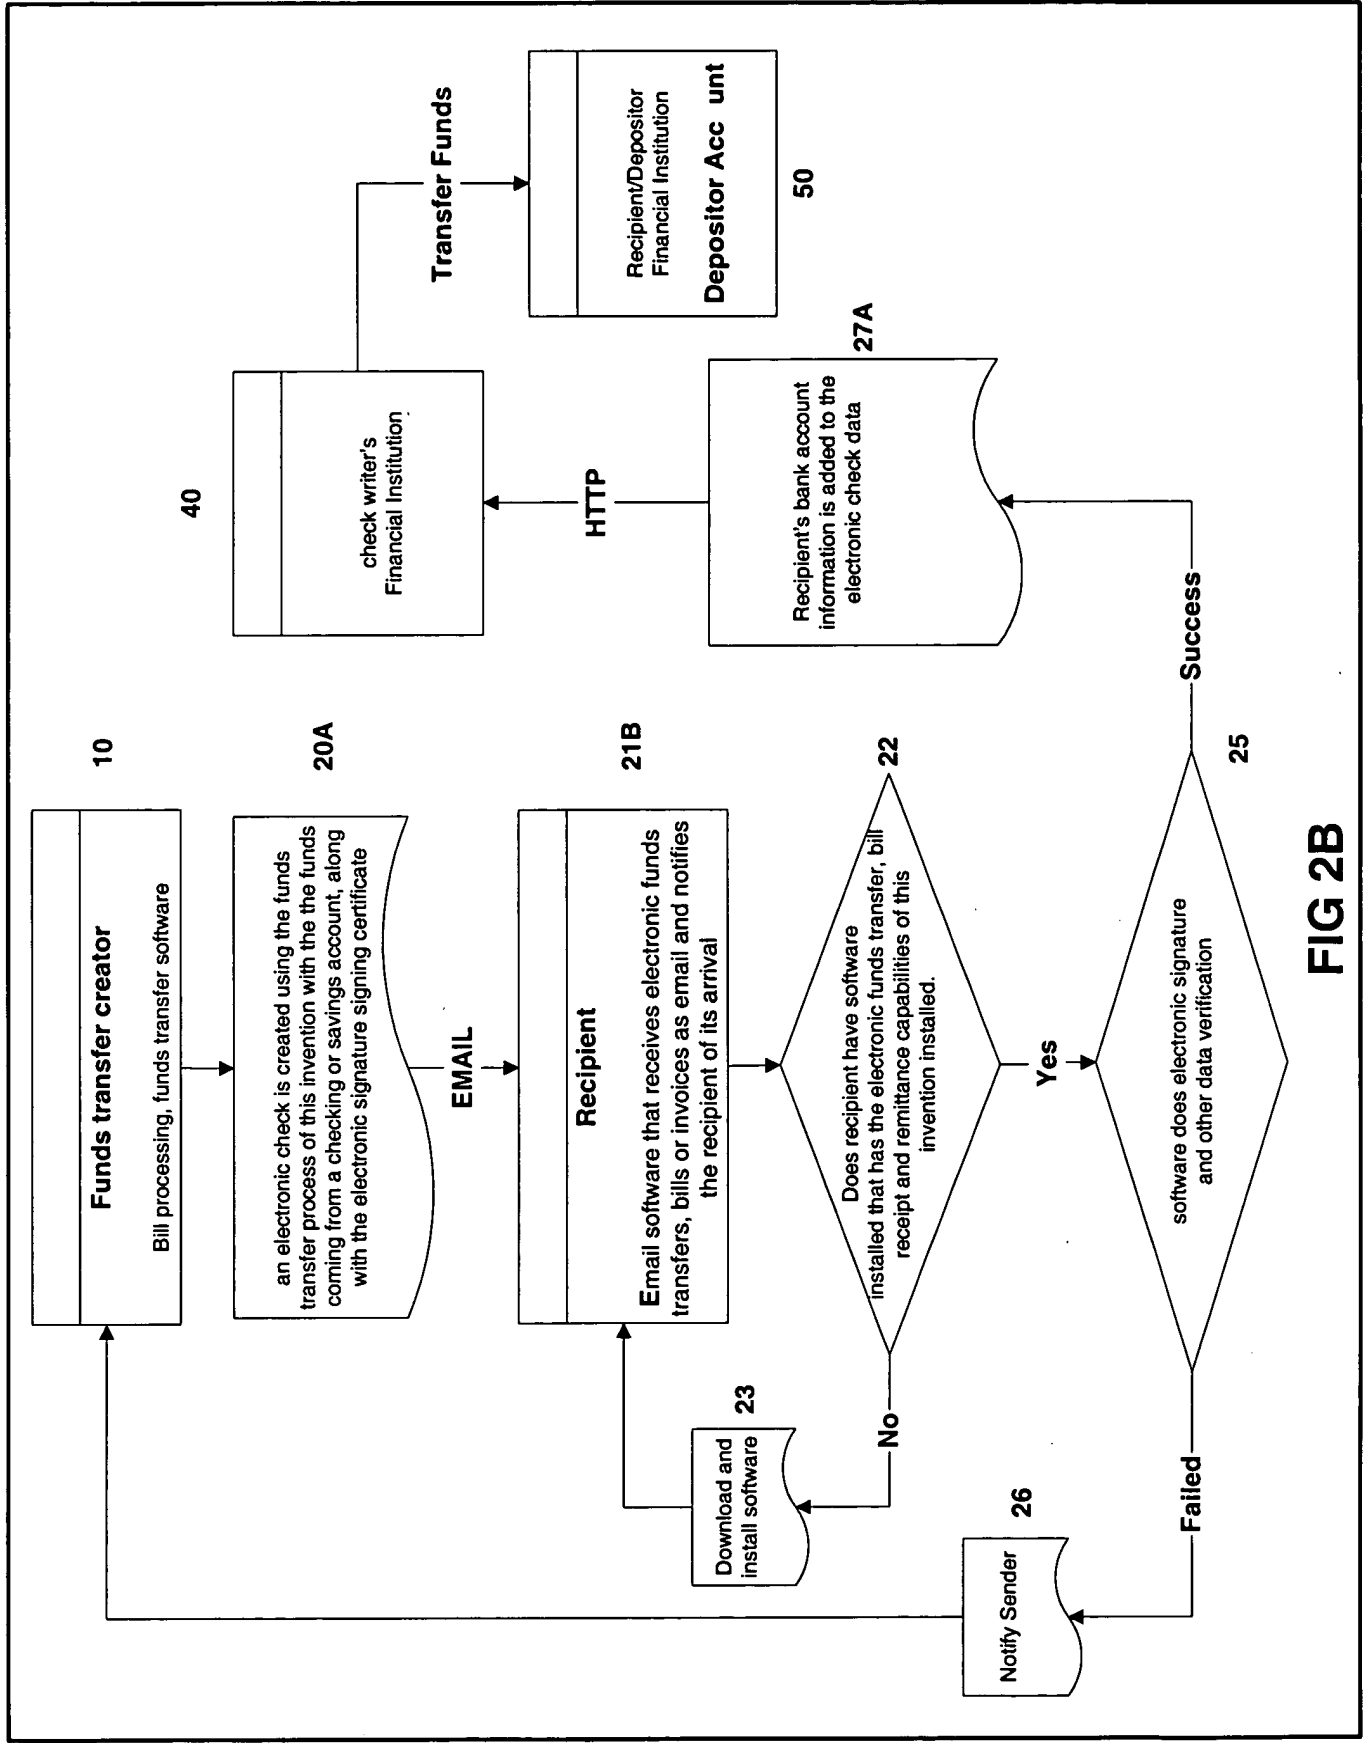 10
Funds transfer creator
Bill processing, funds transfer software
20A
an electronic check is created using the funds
transfer process of this invention with the the funds
coming from a checking or savings account, along
with the electronic signature signing certificate
EMAIL
21B
Recipient
Email software that receives electronic funds
transfers, bills or invoices as email and notifies
the recipient of its arrival
22
Does recipient have software
installed that has the electronic funds transfer, bill
receipt and remittance capabilities of this
invention installed.
No
23
Download and
install software
Yes
25
software does electronic signature
and other data verification
Failed
26
Notify Sender
Success
27A
Recipient's bank account
information is added to the
electronic check data
HTTP
40
check writer's
Financial Institution
Transfer Funds
Recipient/Depositor
Financial Institution
Depositor Acc unt
50
FIG 2B